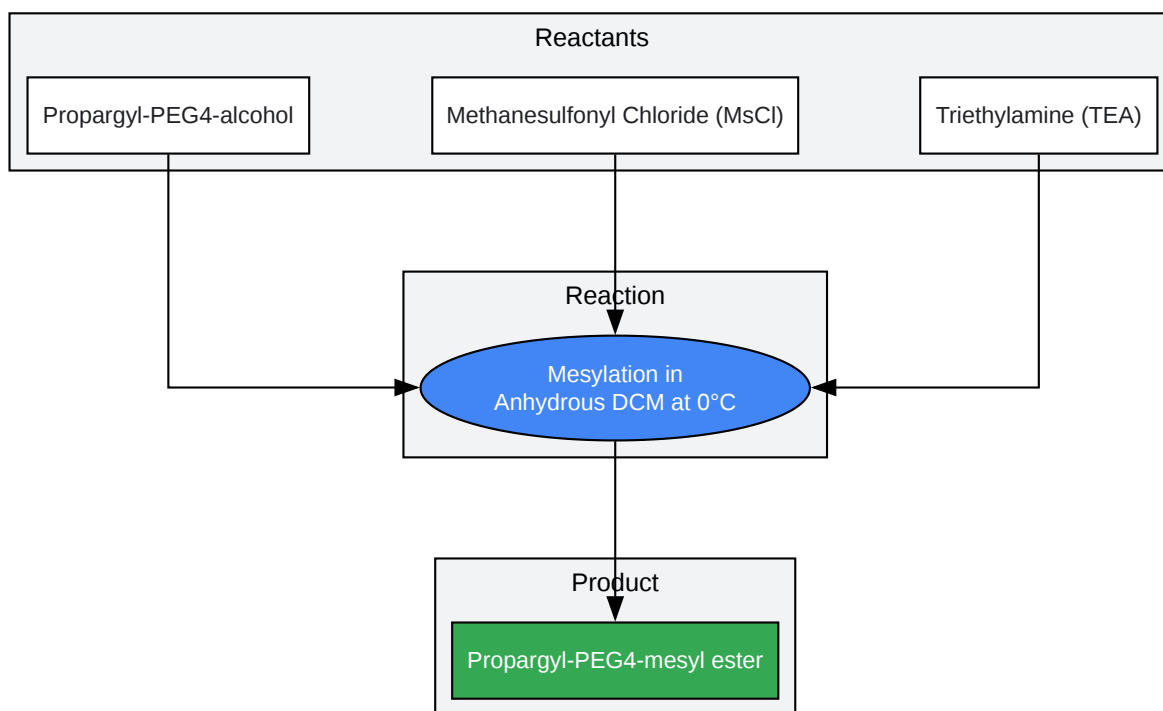 Reactants
Propargyl-PEG4-alcohol
Methanesulfonyl Chloride (MsCl)
Triethylamine (TEA)
Reaction
Mesylation in
Anhydrous DCM at 0°C
Product
Propargyl-PEG4-mesyl ester